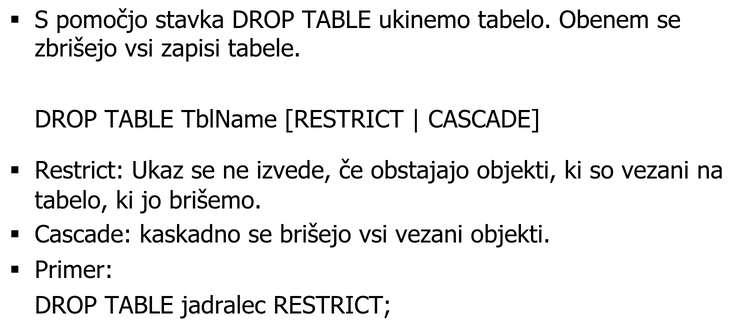 ▪ S pomočjo stavka DROP TABLE ukinemo tabelo. Obenem se
zbrišejo vsi zapisi tabele.
DROP TABLE TblName [RESTRICT | CASCADE]
▪ Restrict: Ukaz se ne izvede, če obstajajo objekti, ki so vezani na
tabelo, ki jo brišemo.
▪ Cascade: kaskadno se brišejo vsi vezani objekti.
▪ Primer:
DROP TABLE jadralec RESTRICT;